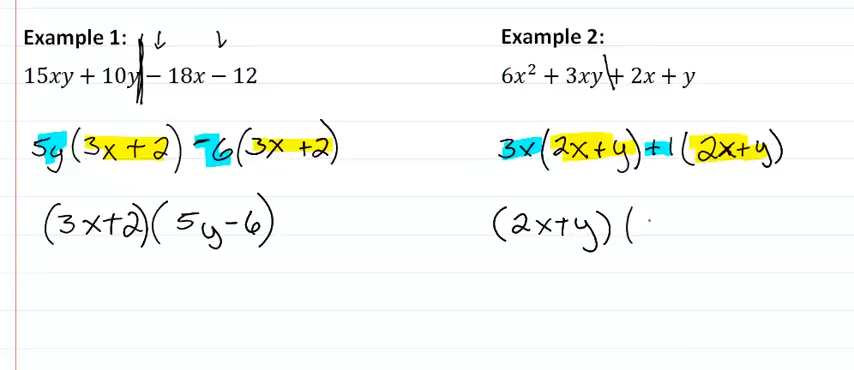 Example 1:
15xy + 10y − 18x − 12
5y(3x+2) -6(3x+2)
(3x+2)(5y-6)
Example 2:
6x² + 3xy + 2x + y
3x(2x+y)+1(2x+y)
(2x+y)(